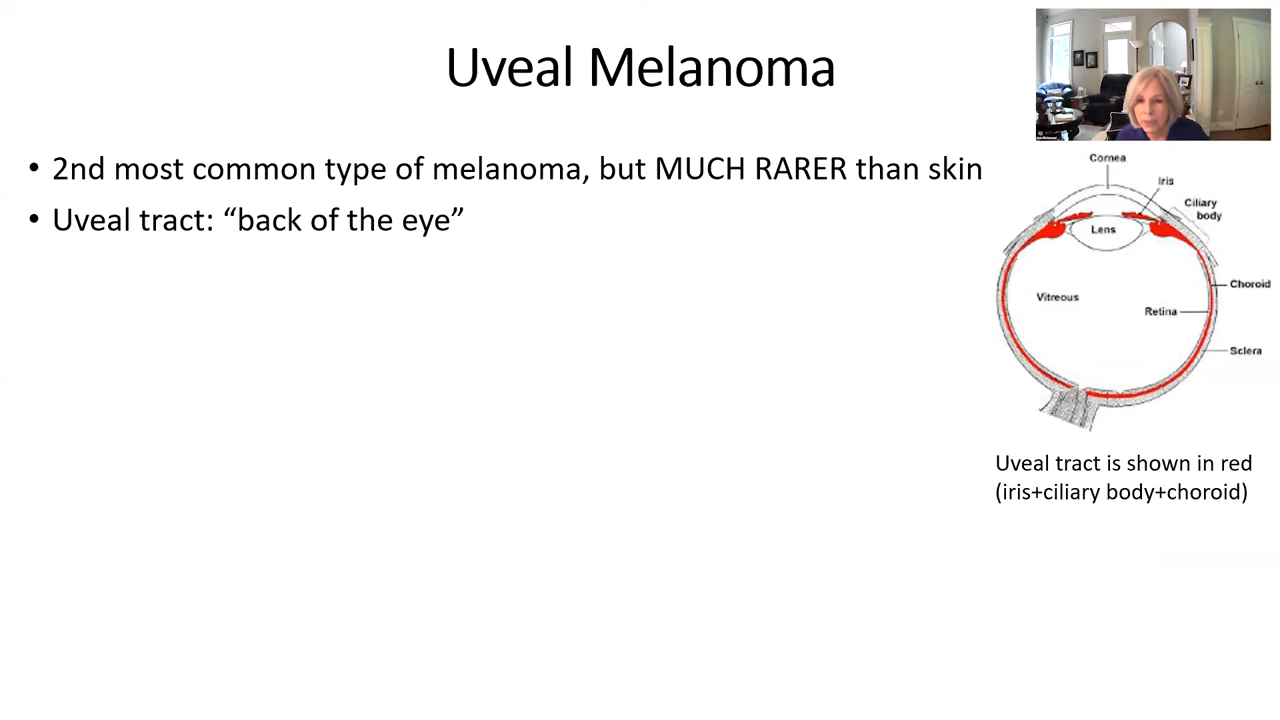 Uveal Melanoma
• 2nd most common type of melanoma, but MUCH RARER than skin
• Uveal tract: “back of the eye”
Cornea
Iris
Ciliary
body
Lens
Choroid
Vitreous
Retina
Sclera
Uveal tract is shown in red
(iris+ciliary body+choroid)